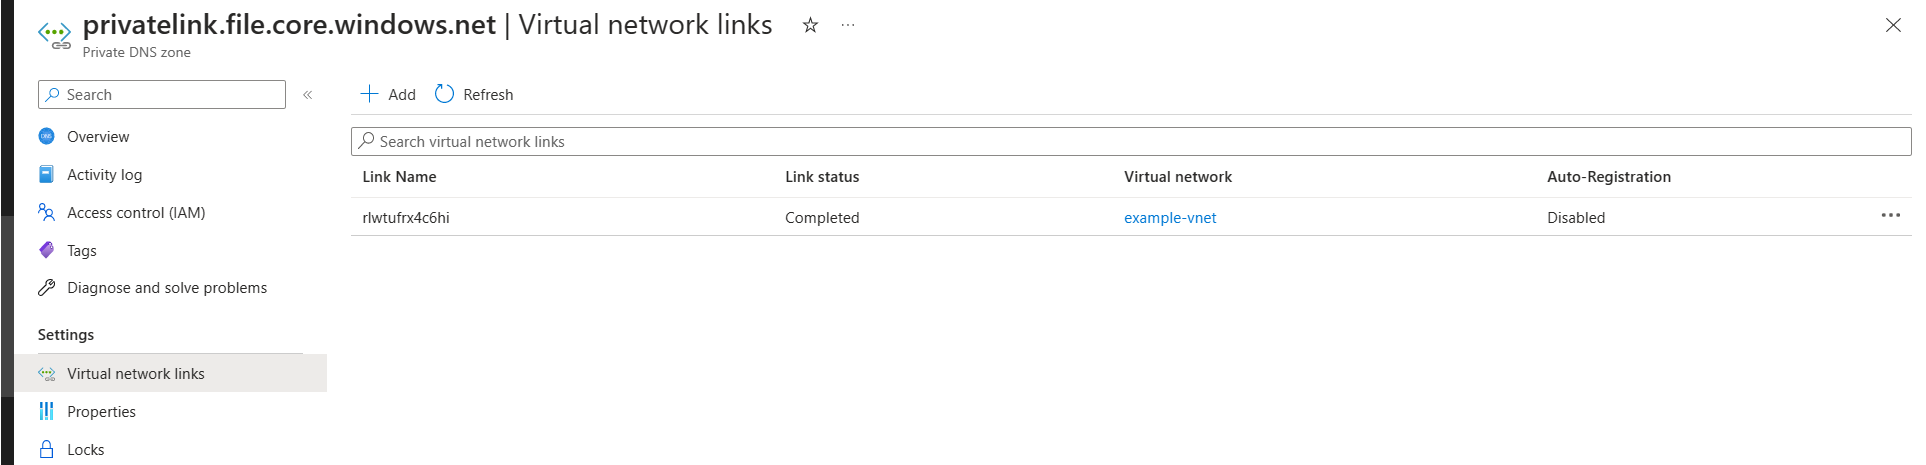 privatelink.file.core.windows.net | Virtual network links
Private DNS zone
Search
Add
Refresh
Overview
Activity log
Access control (IAM)
Tags
Diagnose and solve problems
Settings
Virtual network links
Properties
Locks
Search virtual network links
Link Name Link status Virtual network Auto-Registration
rlwtufrx4c6hi Completed example-vnet Disabled